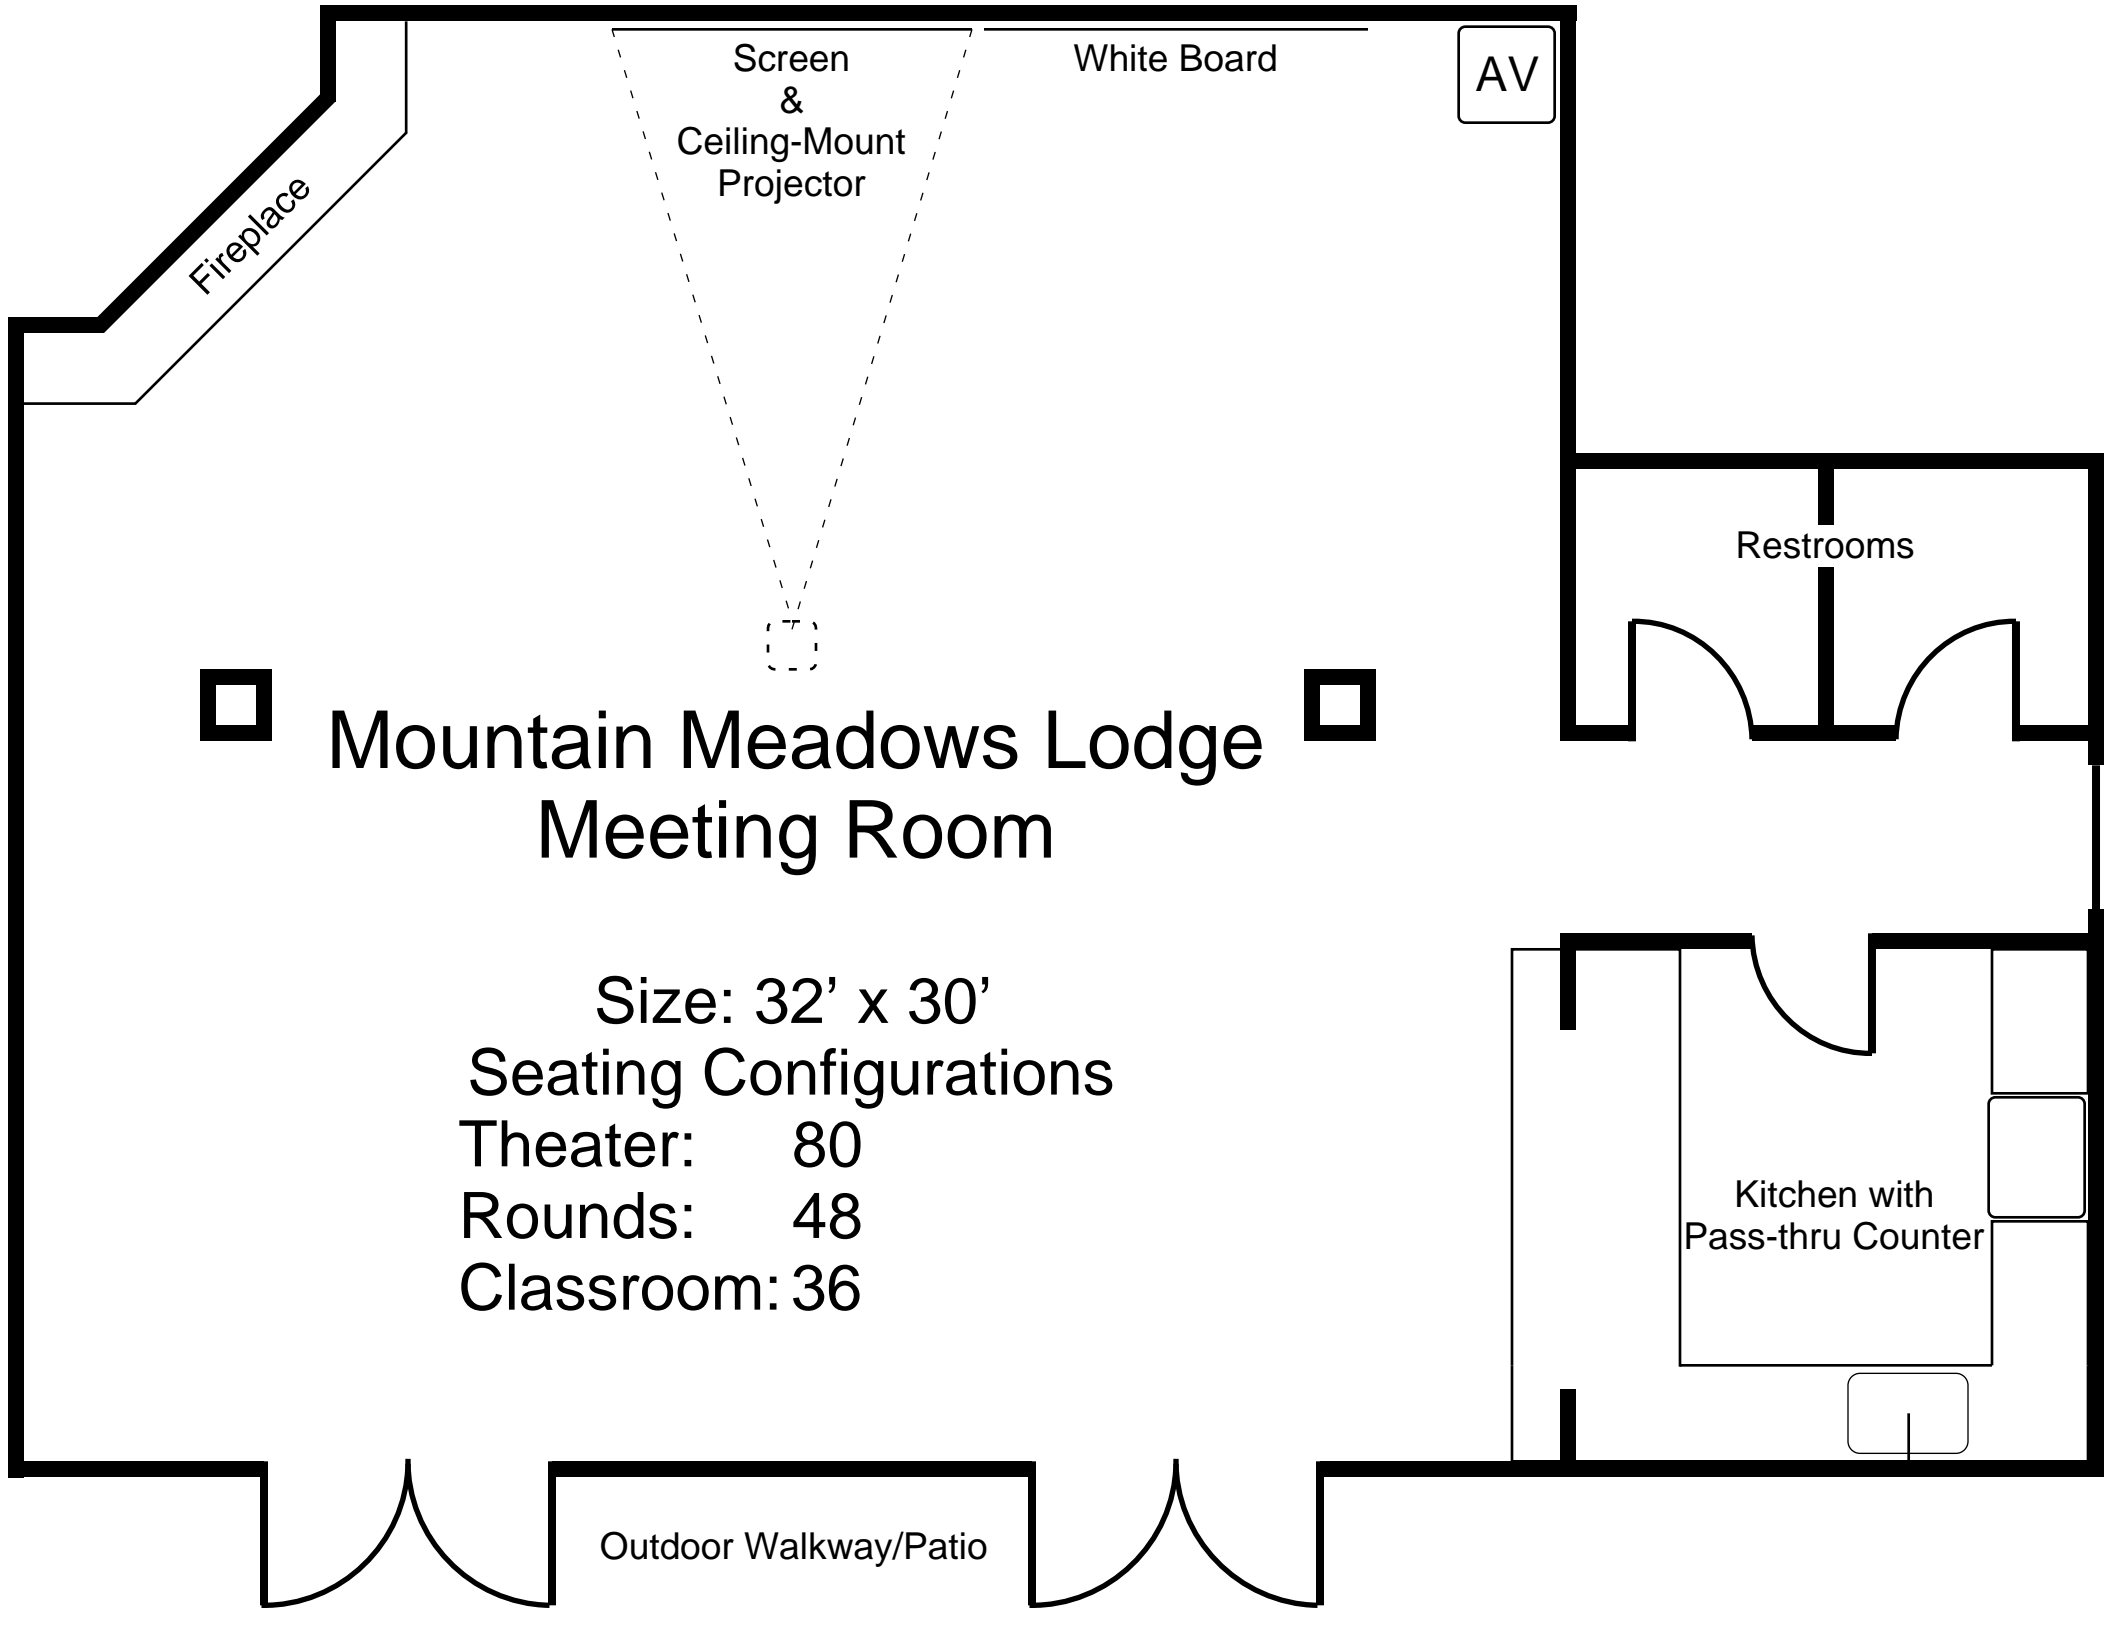 Screen
&
Ceiling-Mount
Projector
White Board
AV
Fireplace
Restrooms
Mountain Meadows Lodge
Meeting Room
Size: 32’ x 30’
Seating Configurations
Theater: 80
Rounds: 48
Classroom: 36
Kitchen with
Pass-thru Counter
Outdoor Walkway/Patio